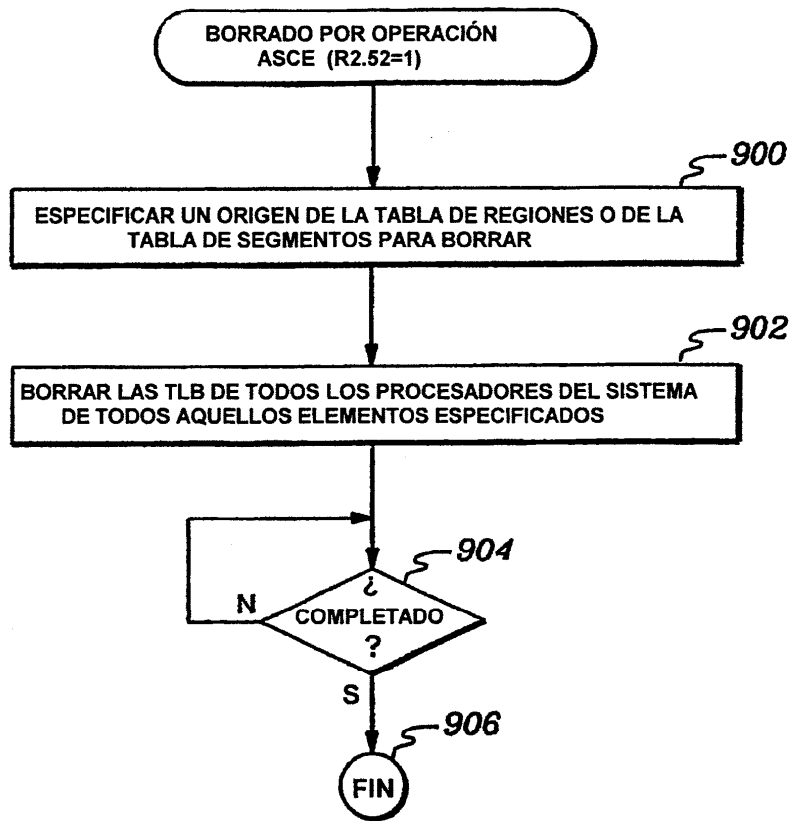 BORRADO POR OPERACIÓN
ASCE (R2.52=1)
900
ESPECIFICAR UN ORIGEN DE LA TABLA DE REGIONES O DE LA
TABLA DE SEGMENTOS PARA BORRAR
902
BORRAR LAS TLB DE TODOS LOS PROCESADORES DEL SISTEMA
DE TODOS AQUELLOS ELEMENTOS ESPECIFICADOS
904
¿
N
COMPLETADO
?
S
906
FIN